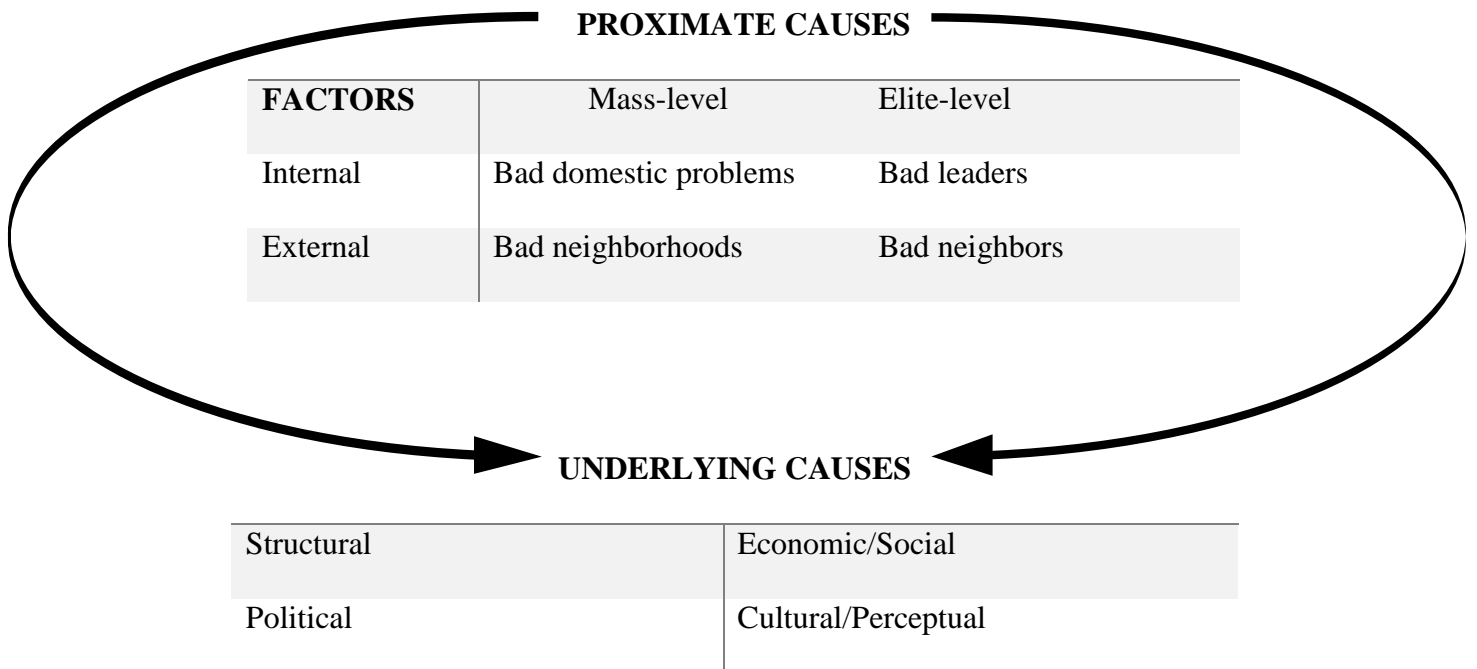 PROXIMATE CAUSES
FACTORS Mass-level Elite-level
Internal Bad domestic problems Bad leaders
External Bad neighborhoods Bad neighbors
UNDERLYING CAUSES
Structural Economic/Social
Political Cultural/Perceptual